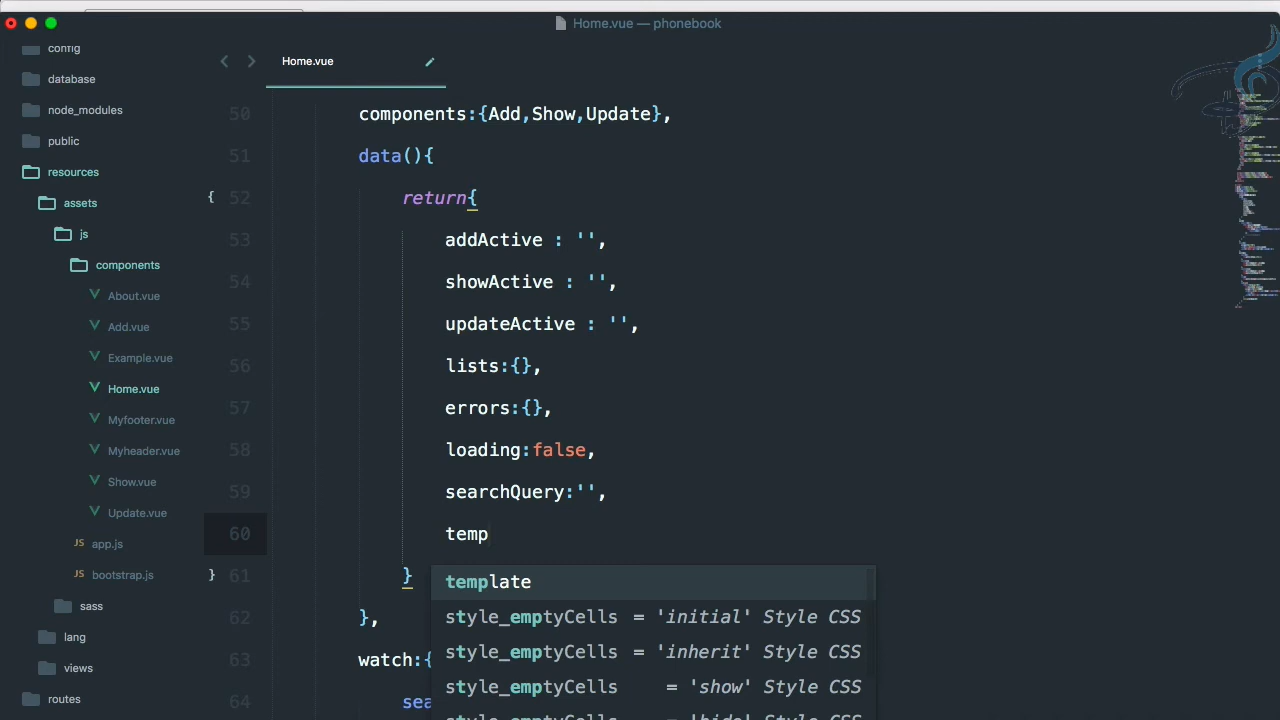 Home.vue — phonebook
config
database
node_modules
public
resources
assets
js
components
About.vue
Add.vue
Example.vue
Home.vue
Myfooter.vue
Myheader.vue
Show.vue
Update.vue
JS app.js
JS bootstrap.js
sass
lang
views
routes
Home.vue
50 components:{Add,Show,Update},
51 data(){
{ 52 return{
53 addActive : '',
54 showActive : '',
55 updateActive : '',
56 lists:{},
57 errors:{},
58 loading:false,
59 searchQuery:'',
60 temp
} 61 }
62 },
63 watch:{
64 sea
template
style_emptyCells = 'initial' Style CSS
style_emptyCells = 'inherit' Style CSS
style_emptyCells = 'show' Style CSS